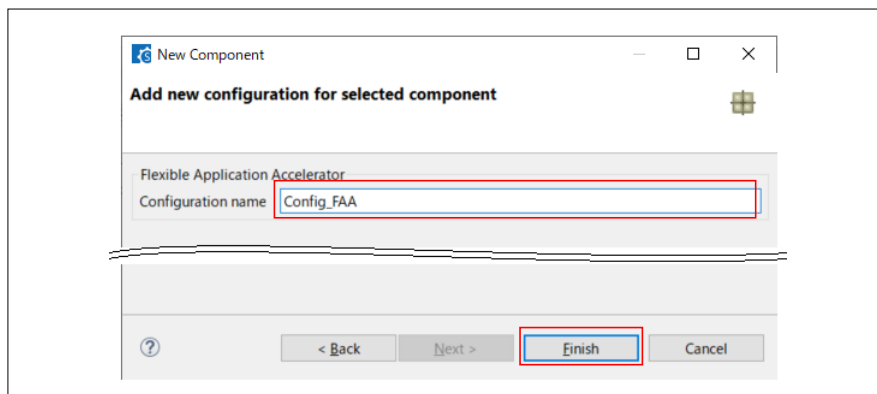 New Component
Add new configuration for selected component
Flexible Application Accelerator
Configuration name Config_FAA
< Back Next > Finish Cancel